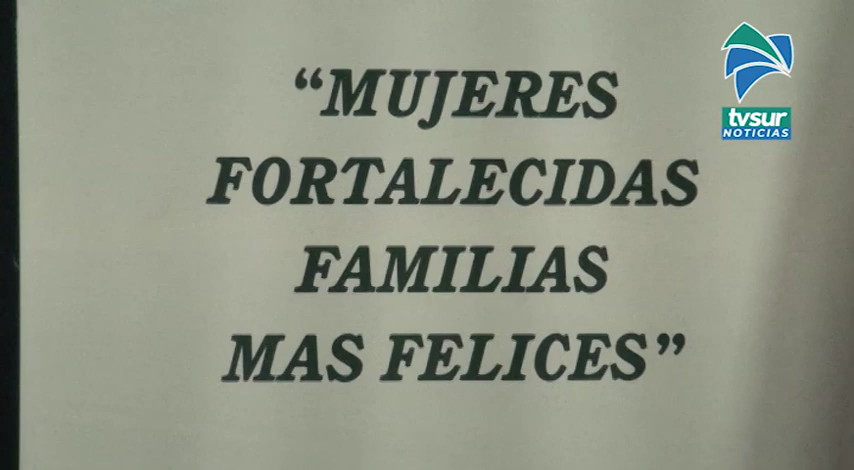 “MUJERES
FORTALECIDAS
FAMILIAS
MAS FELICES”
tvsur
NOTICIAS